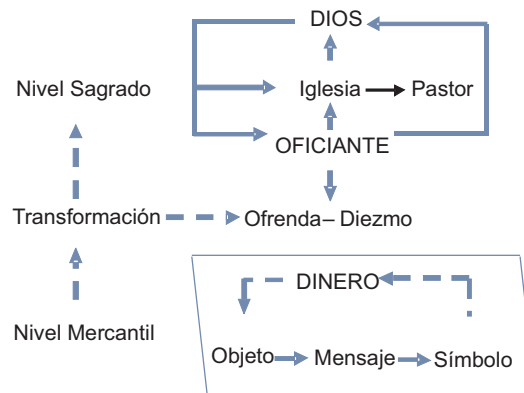 DIOS
Nivel Sagrado
Iglesia
Pastor
OFICIANTE
Transformación
Ofrenda– Diezmo
DINERO
Nivel Mercantil
Objeto
Mensaje
Símbolo